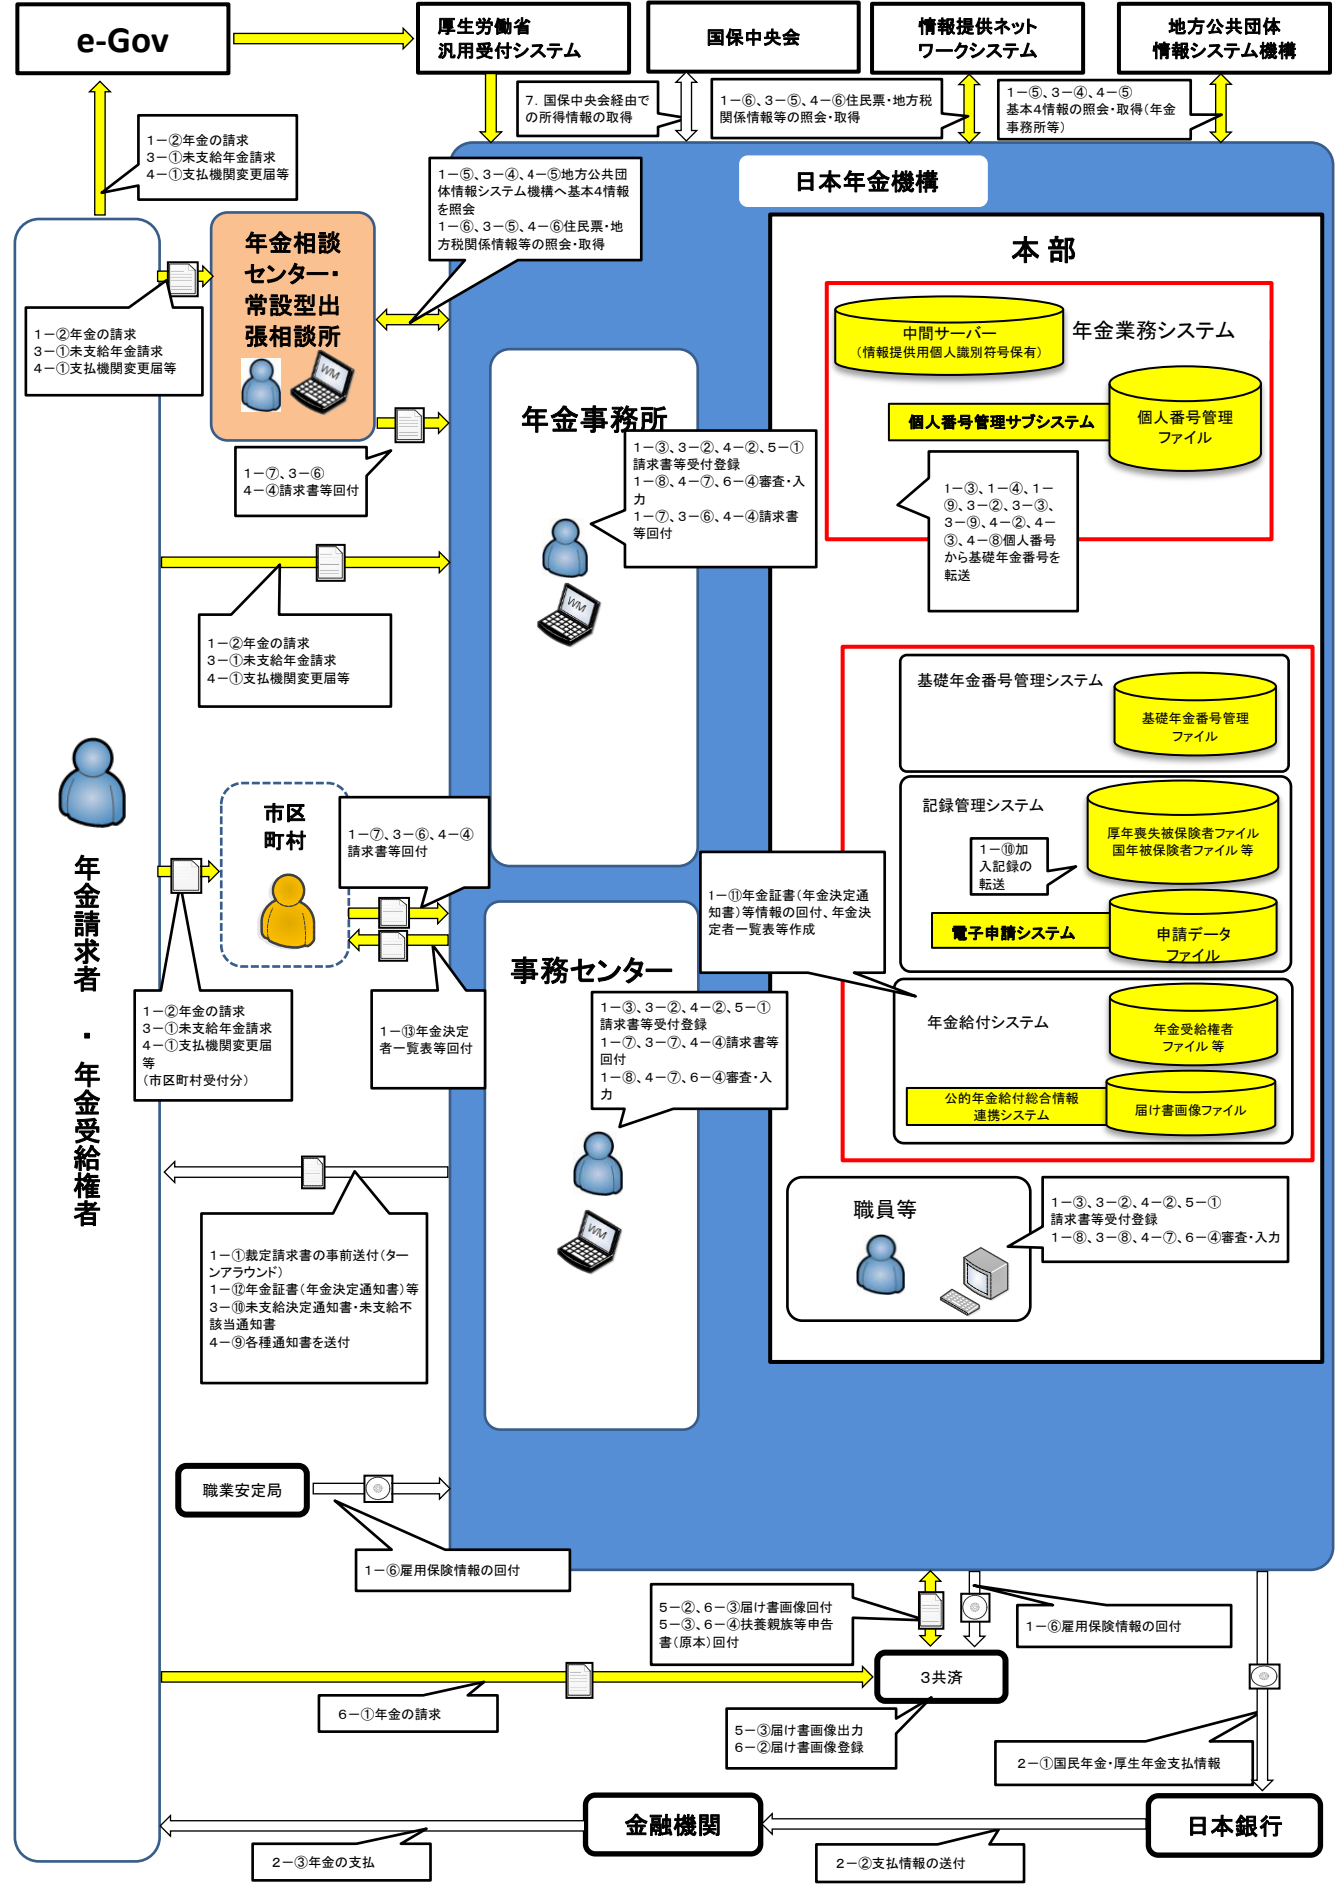 e-Gov
厚生労働省
汎用受付システム
国保中央会
情報提供ネット
ワークシステム
地方公共団体
情報システム機構
7．国保中央会経由で
の所得情報の取得
1－⑥、3－⑤、4－⑥住民票・地方税
関係情報等の照会・取得
1－⑤、3－④、4－⑤
基本4情報の照会・取得（年金
事務所等）
1－②年金の請求
3－①未支給年金請求
4－①支払機関変更届等
1－⑤、3－④、4－⑤地方公共団
体情報システム機構へ基本4情報
を照会
1－⑥、3－⑤、4－⑥住民票・地
方税関係情報等の照会・取得
日本年金機構
本部
年金相談
センター・
常設型出
張相談所
WM
1－②年金の請求
3－①未支給年金請求
4－①支払機関変更届等
1－⑦、3－⑥
4－④請求書等回付
中間サーバー
（情報提供用個人識別符号保有）
年金業務システム
個人番号管理サブシステム
個人番号管理
ファイル
年金事務所
1－③、3－②、4－②、5－①
請求書等受付登録
1－⑧、4－⑦、6－④審査・入
力
1－⑦、3－⑥、4－④請求書
等回付
WM
1－③、1－④、1－
⑨、3－②、3－③、
3－⑨、4－②、4－
③、4－⑧個人番号
から基礎年金番号を
転送
1－②年金の請求
3－①未支給年金請求
4－①支払機関変更届等
基礎年金番号管理システム
基礎年金番号管理
ファイル
記録管理システム
厚年喪失被保険者ファイル
国年被保険者ファイル 等
1－⑩加
入記録の
転送
電子申請システム
申請データ
ファイル
市区
町村
1－⑦、3－⑥、4－④
請求書等回付
1－⑪年金証書（年金決定通
知書）等情報の回付、年金決
定者一覧表等作成
年金請求者　・　年金受給権者
1－②年金の請求
3－①未支給年金請求
4－①支払機関変更届
等
（市区町村受付分）
1－⑬年金決定
者一覧表等回付
事務センター
1－③、3－②、4－②、5－①
請求書等受付登録
1－⑦、3－⑦、4－④請求書等
回付
1－⑧、4－⑦、6－④審査・入
力
WM
年金給付システム
年金受給権者
ファイル 等
公的年金給付総合情報
連携システム
届け書画像ファイル
1－①裁定請求書の事前送付（ター
ンアラウンド）
1－⑫年金証書（年金決定通知書）等
3－⑩未支給決定通知書・未支給不
該当通知書
4－⑨各種通知書を送付
職員等
1－③、3－②、4－②、5－①
請求書等受付登録
1－⑧、3－⑧、4－⑦、6－④審査・入力
職業安定局
1－⑥雇用保険情報の回付
5－②、6－③届け書画像回付
5－③、6－④扶養親族等申告
書（原本）回付
1－⑥雇用保険情報の回付
3共済
6－①年金の請求
5－③届け書画像出力
6－②届け書画像登録
2－①国民年金・厚生年金支払情報
金融機関
日本銀行
2－③年金の支払
2－②支払情報の送付